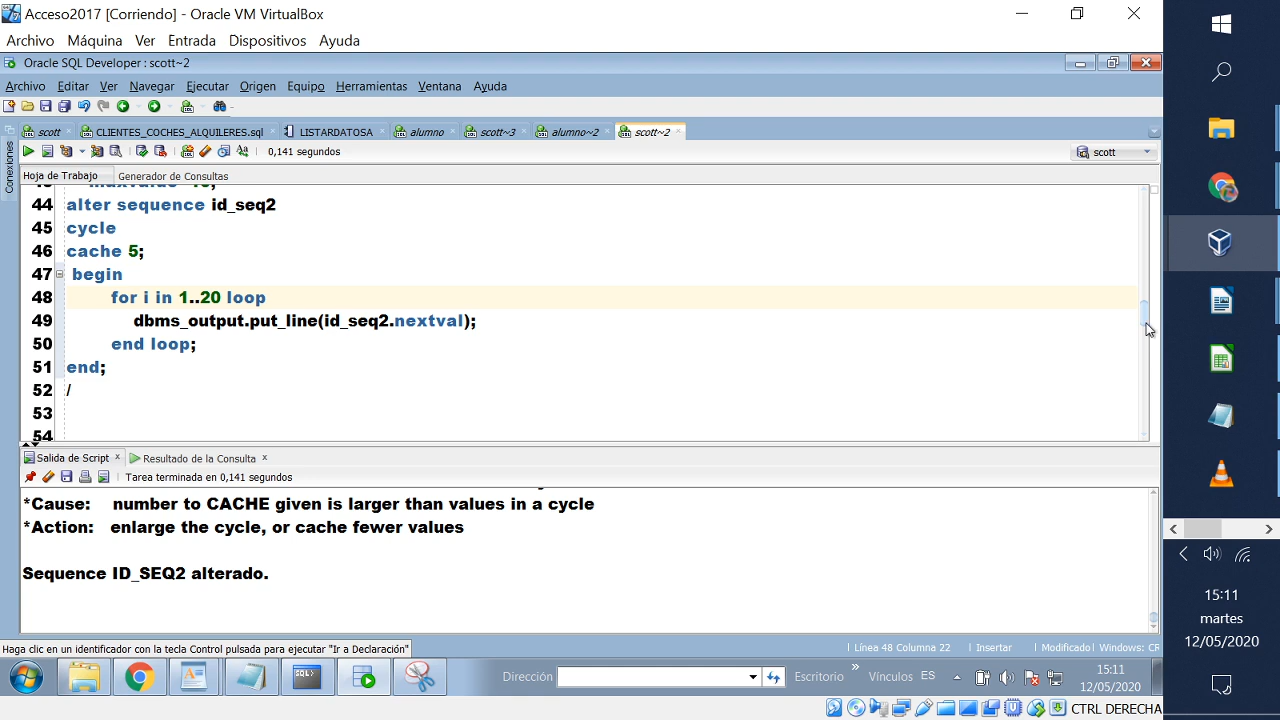 Acceso2017 [Corriendo] - Oracle VM VirtualBox
Archivo Máquina Ver Entrada Dispositivos Ayuda
Oracle SQL Developer : scott~2
Archivo Editar Ver Navegar Ejecutar Origen Equipo Herramientas Ventana Ayuda
scott CLIENTES_COCHES_ALQUILERES.sql LISTARDATOSA alumno scott~3 alumno~2 scott~2
0,141 segundos scott
Conexiones
Hoja de Trabajo Generador de Consultas
44 alter sequence id_seq2
45 cycle
46 cache 5;
47 begin
48 for i in 1..20 loop
49 dbms_output.put_line(id_seq2.nextval);
50 end loop;
51 end;
52 /
53
54
Salida de Script x Resultado de la Consulta x
Tarea terminada en 0,141 segundos
*Cause: number to CACHE given is larger than values in a cycle
*Action: enlarge the cycle, or cache fewer values
Sequence ID_SEQ2 alterado.
Haga clic en un identificador con la tecla Control pulsada para ejecutar "Ir a Declaración"
Línea 48 Columna 22 Insertar Modificado Windows: CR
Dirección Escritorio » Vínculos ES 15:11
12/05/2020
CTRL DERECHA
15:11
martes
12/05/2020